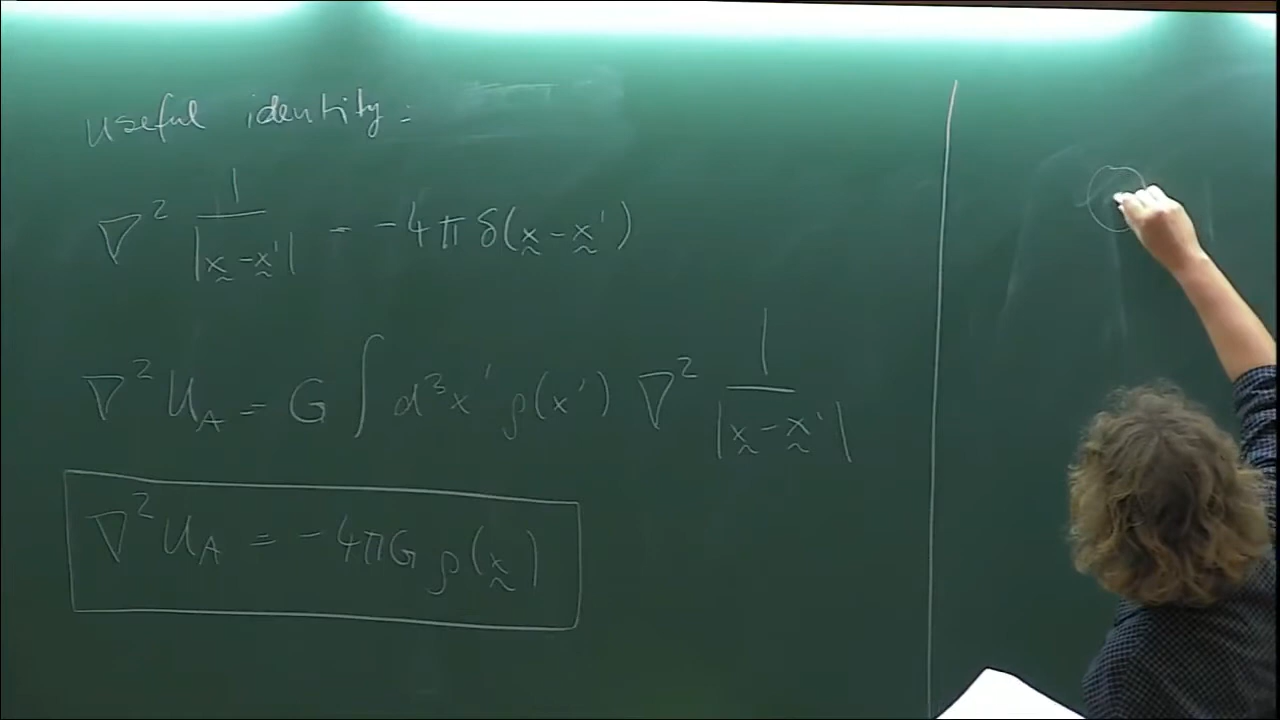 useful identity:
∇² 1/|x̰ - x̰'| = -4π δ(x̰ - x̰')
∇² U_A = G ∫ d³x' ρ(x') ∇² 1/|x̰ - x̰'|
∇² U_A = -4πG ρ(x̰)